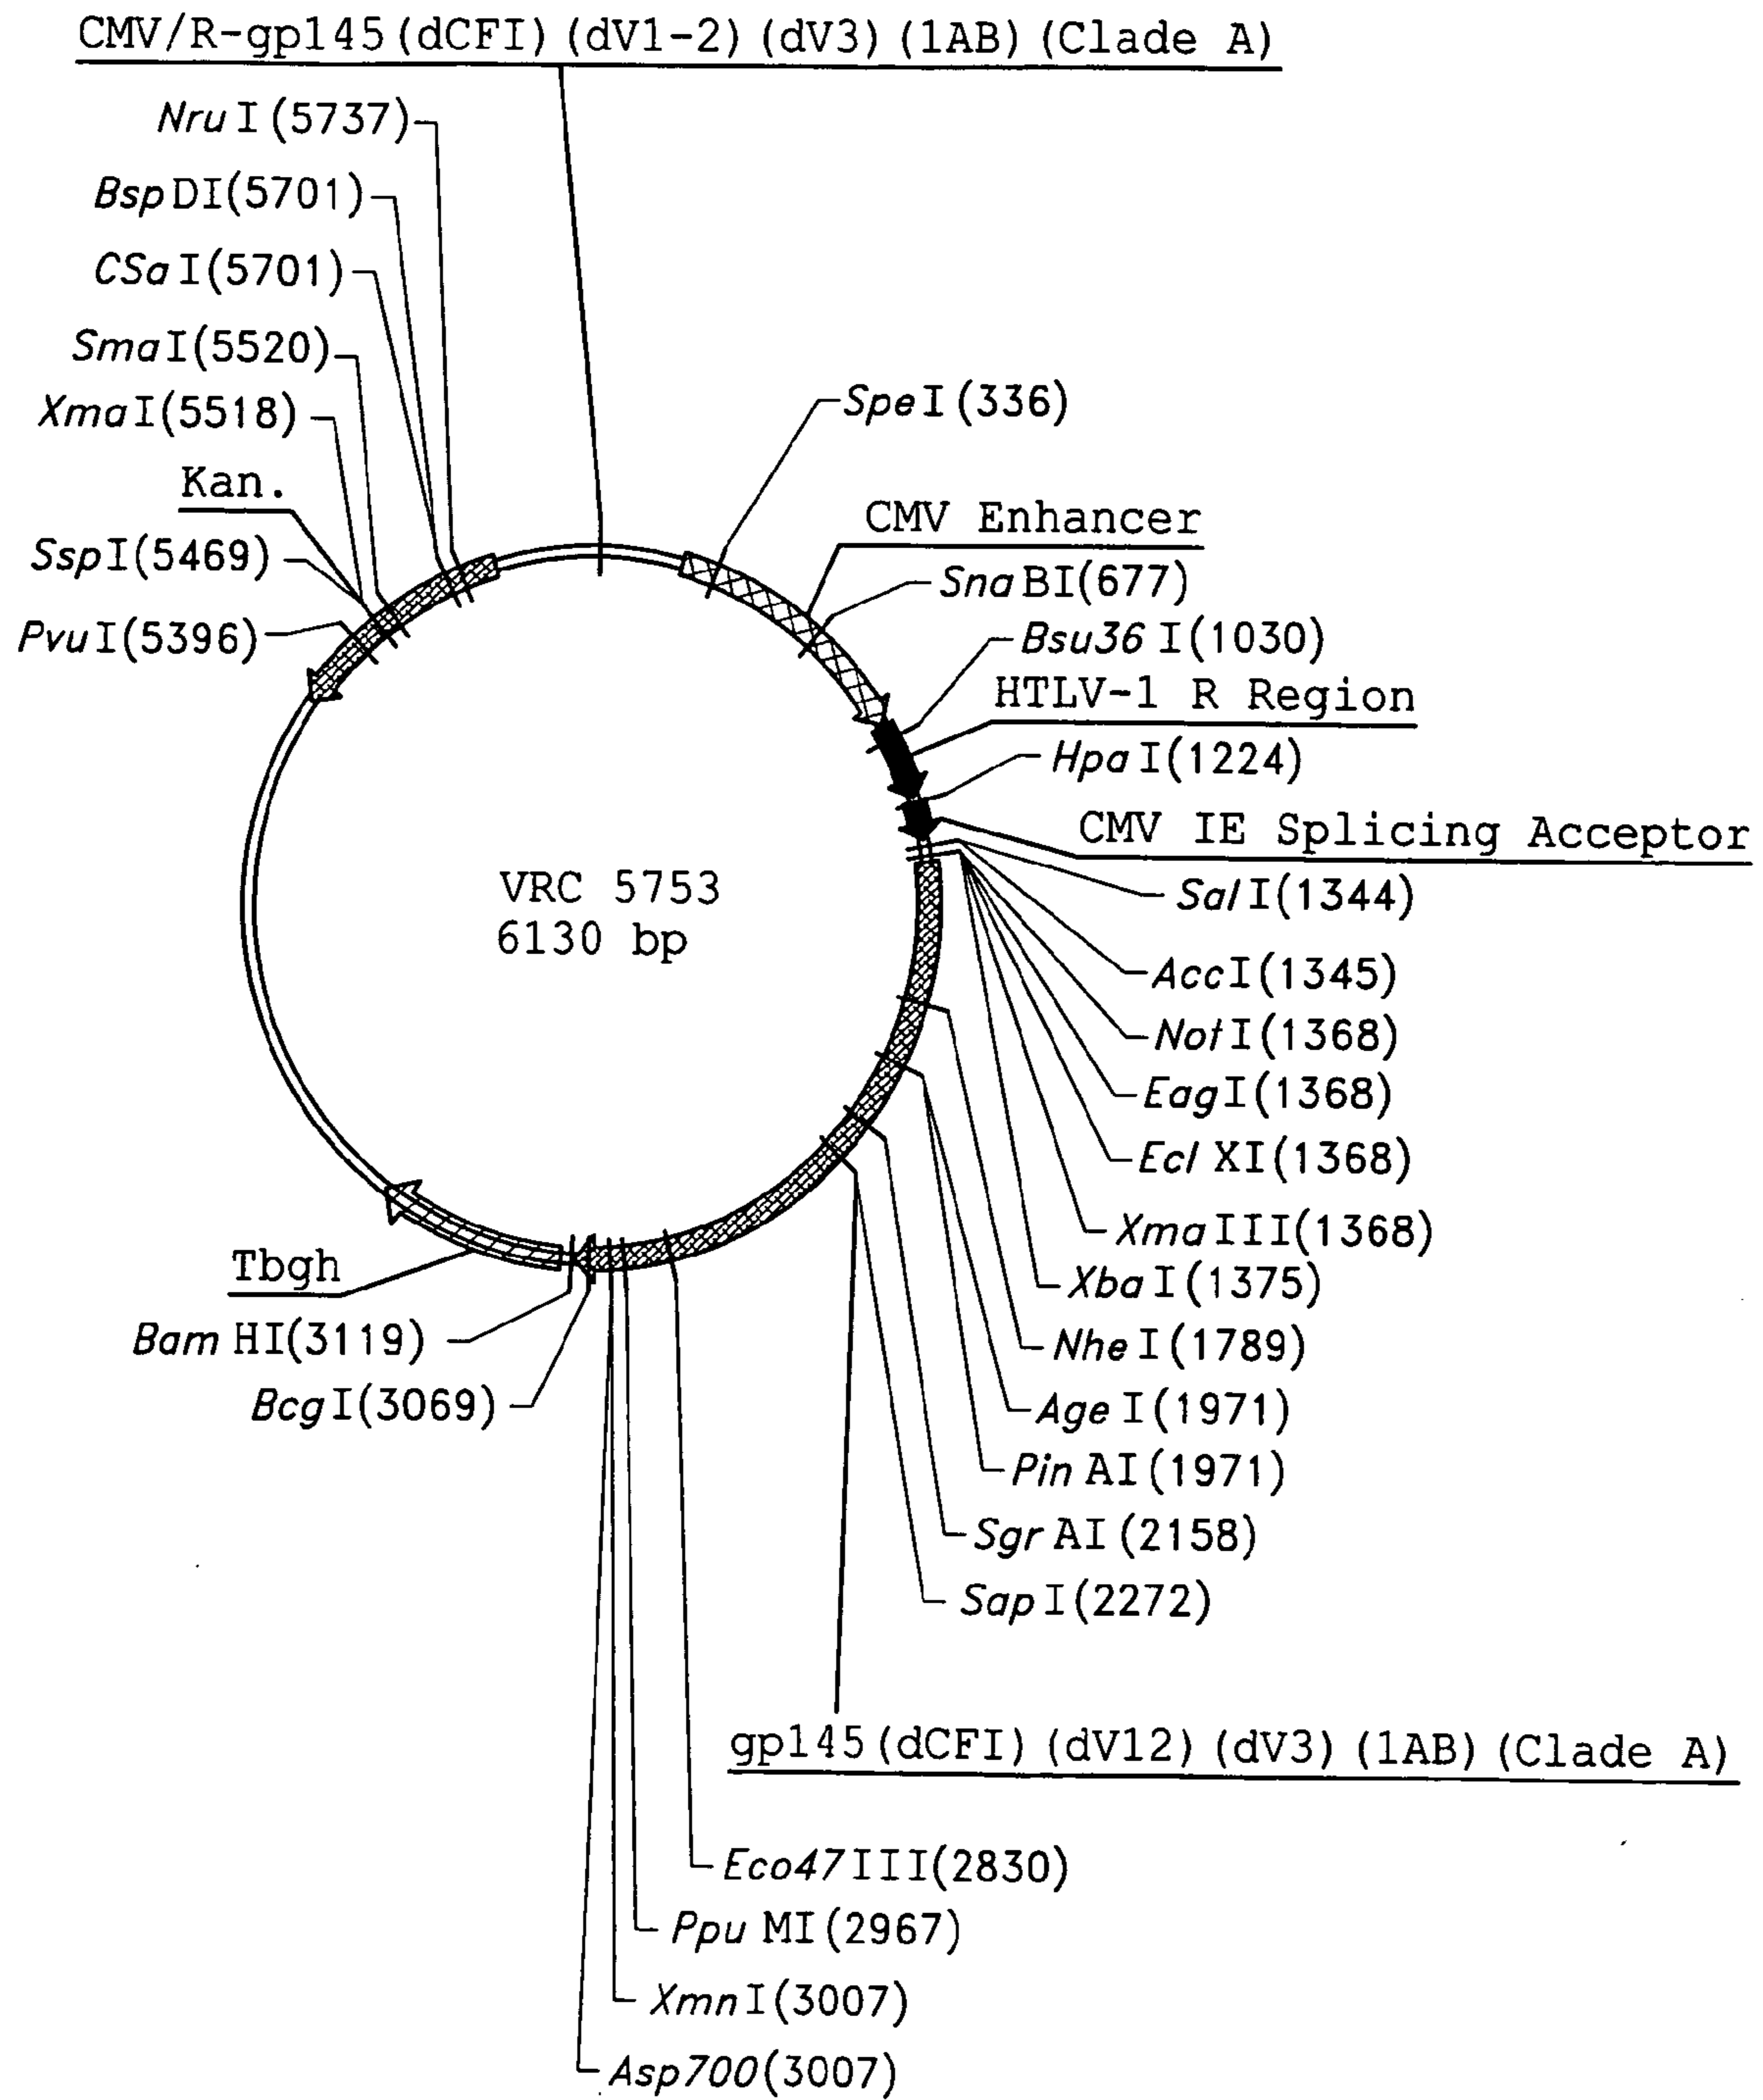 CMV/R-gp145(dCFI)(dV1-2)(dV3)(1AB)(Clade A)
NruI(5737)
BspDI(5701)
CSaI(5701)
SmaI(5520)
XmaI(5518)
Kan.
SspI(5469)
PvuI(5396)
SpeI(336)
CMV Enhancer
SnaBI(677)
Bsu36 I(1030)
HTLV-1 R Region
HpaI(1224)
CMV IE Splicing Acceptor
SalI(1344)
AccI(1345)
NotI(1368)
EagI(1368)
Ecl XI(1368)
XmaIII(1368)
XbaI(1375)
NheI(1789)
AgeI(1971)
PinAI(1971)
SgrAI(2158)
SapI(2272)
VRC 5753
6130 bp
Tbgh
Bam HI(3119)
BcgI(3069)
gp145(dCFI)(dV12)(dV3)(1AB)(Clade A)
Eco47III(2830)
Ppu MI(2967)
XmnI(3007)
Asp700(3007)